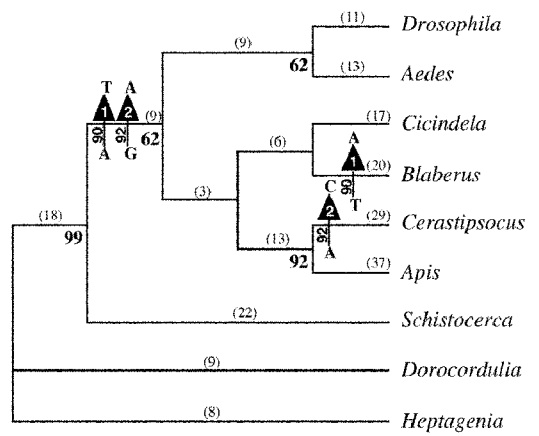 (11)
Drosophila
(9)
62
(13)
Aedes
T A
1 2
(9)
90 92
62
A G
(17)
Cicindela
(6)
A
1
(20)
Blaberus
90
T
(3)
C
2
(29)
Cerastipsocus
92
A
(18)
99
(13)
92
(37)
Apis
(22)
Schistocerca
(9)
Dorocordulia
(8)
Heptagenia